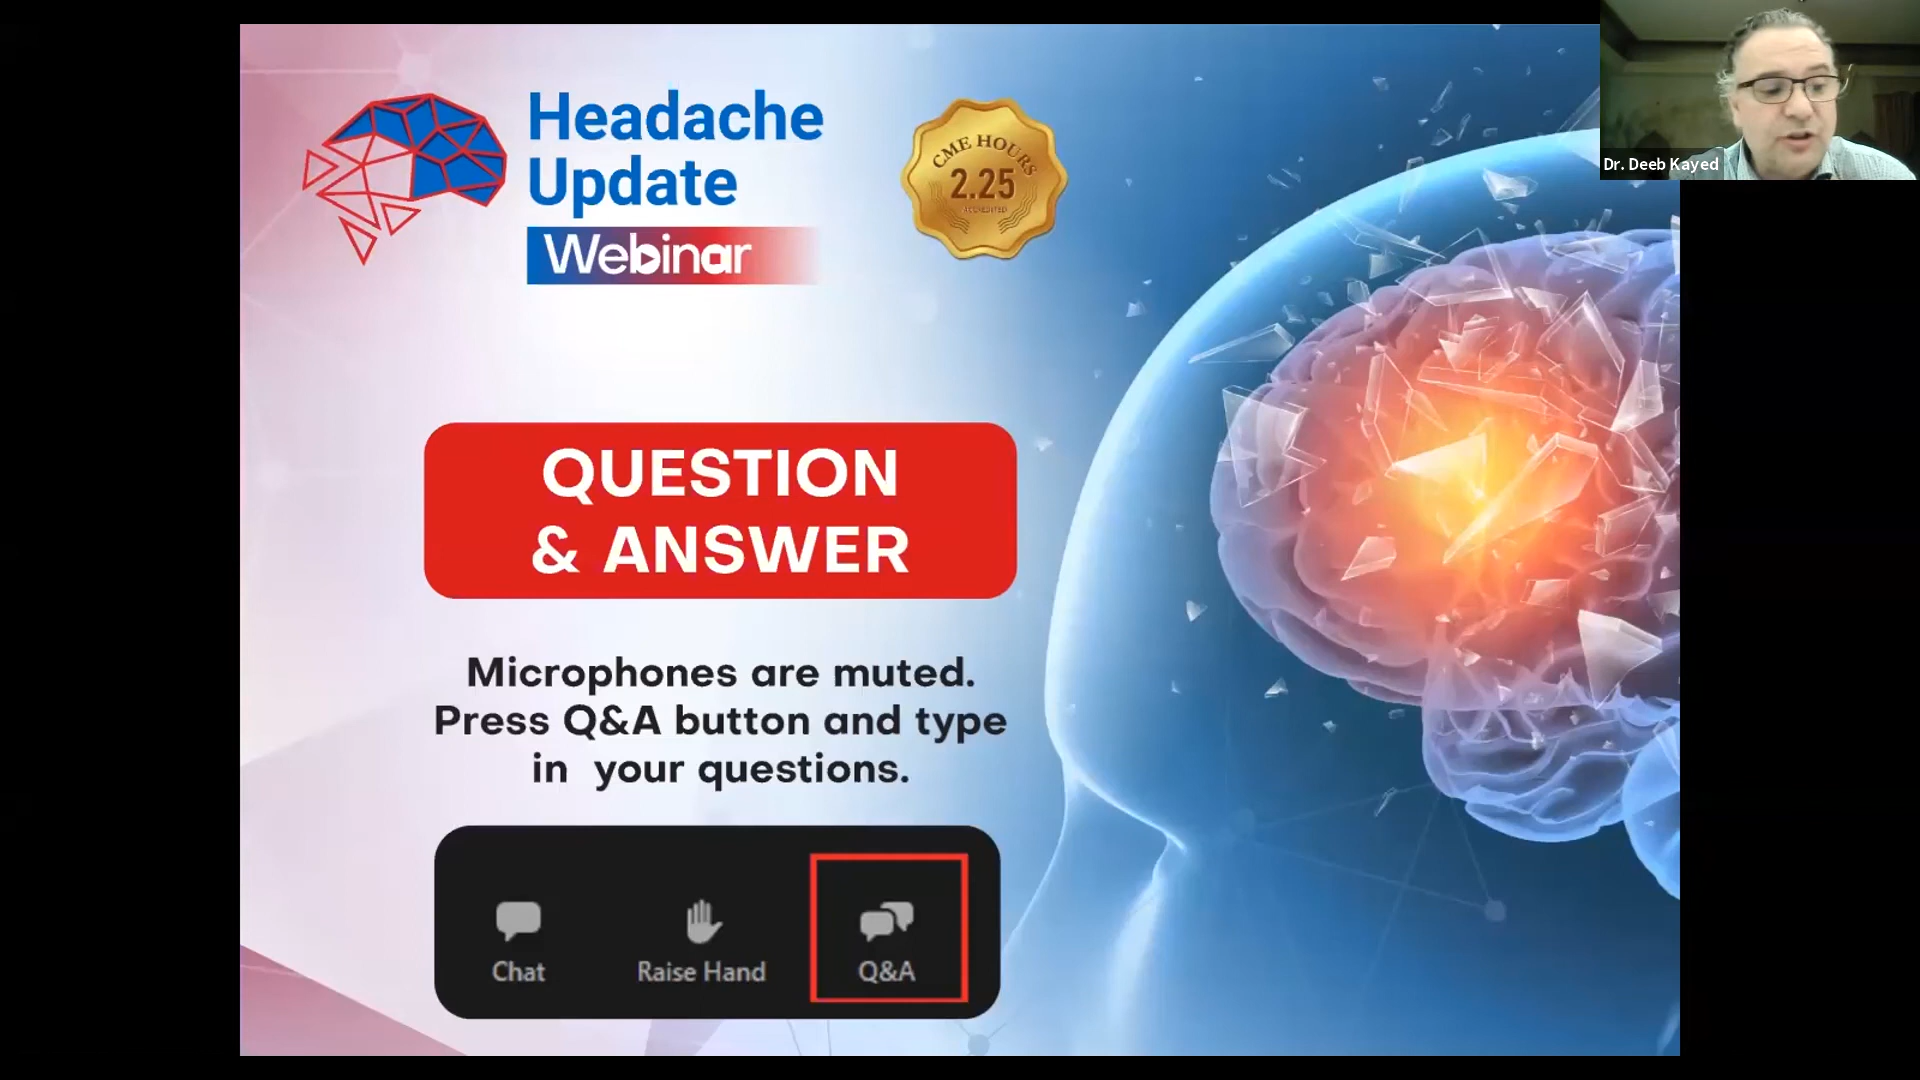 Headache
Update
Webinar
CME HOURS
2.25
ACCREDITED
Dr. Deeb Kayed
QUESTION
& ANSWER
Microphones are muted.
Press Q&A button and type
in your questions.
Chat
Raise Hand
Q&A